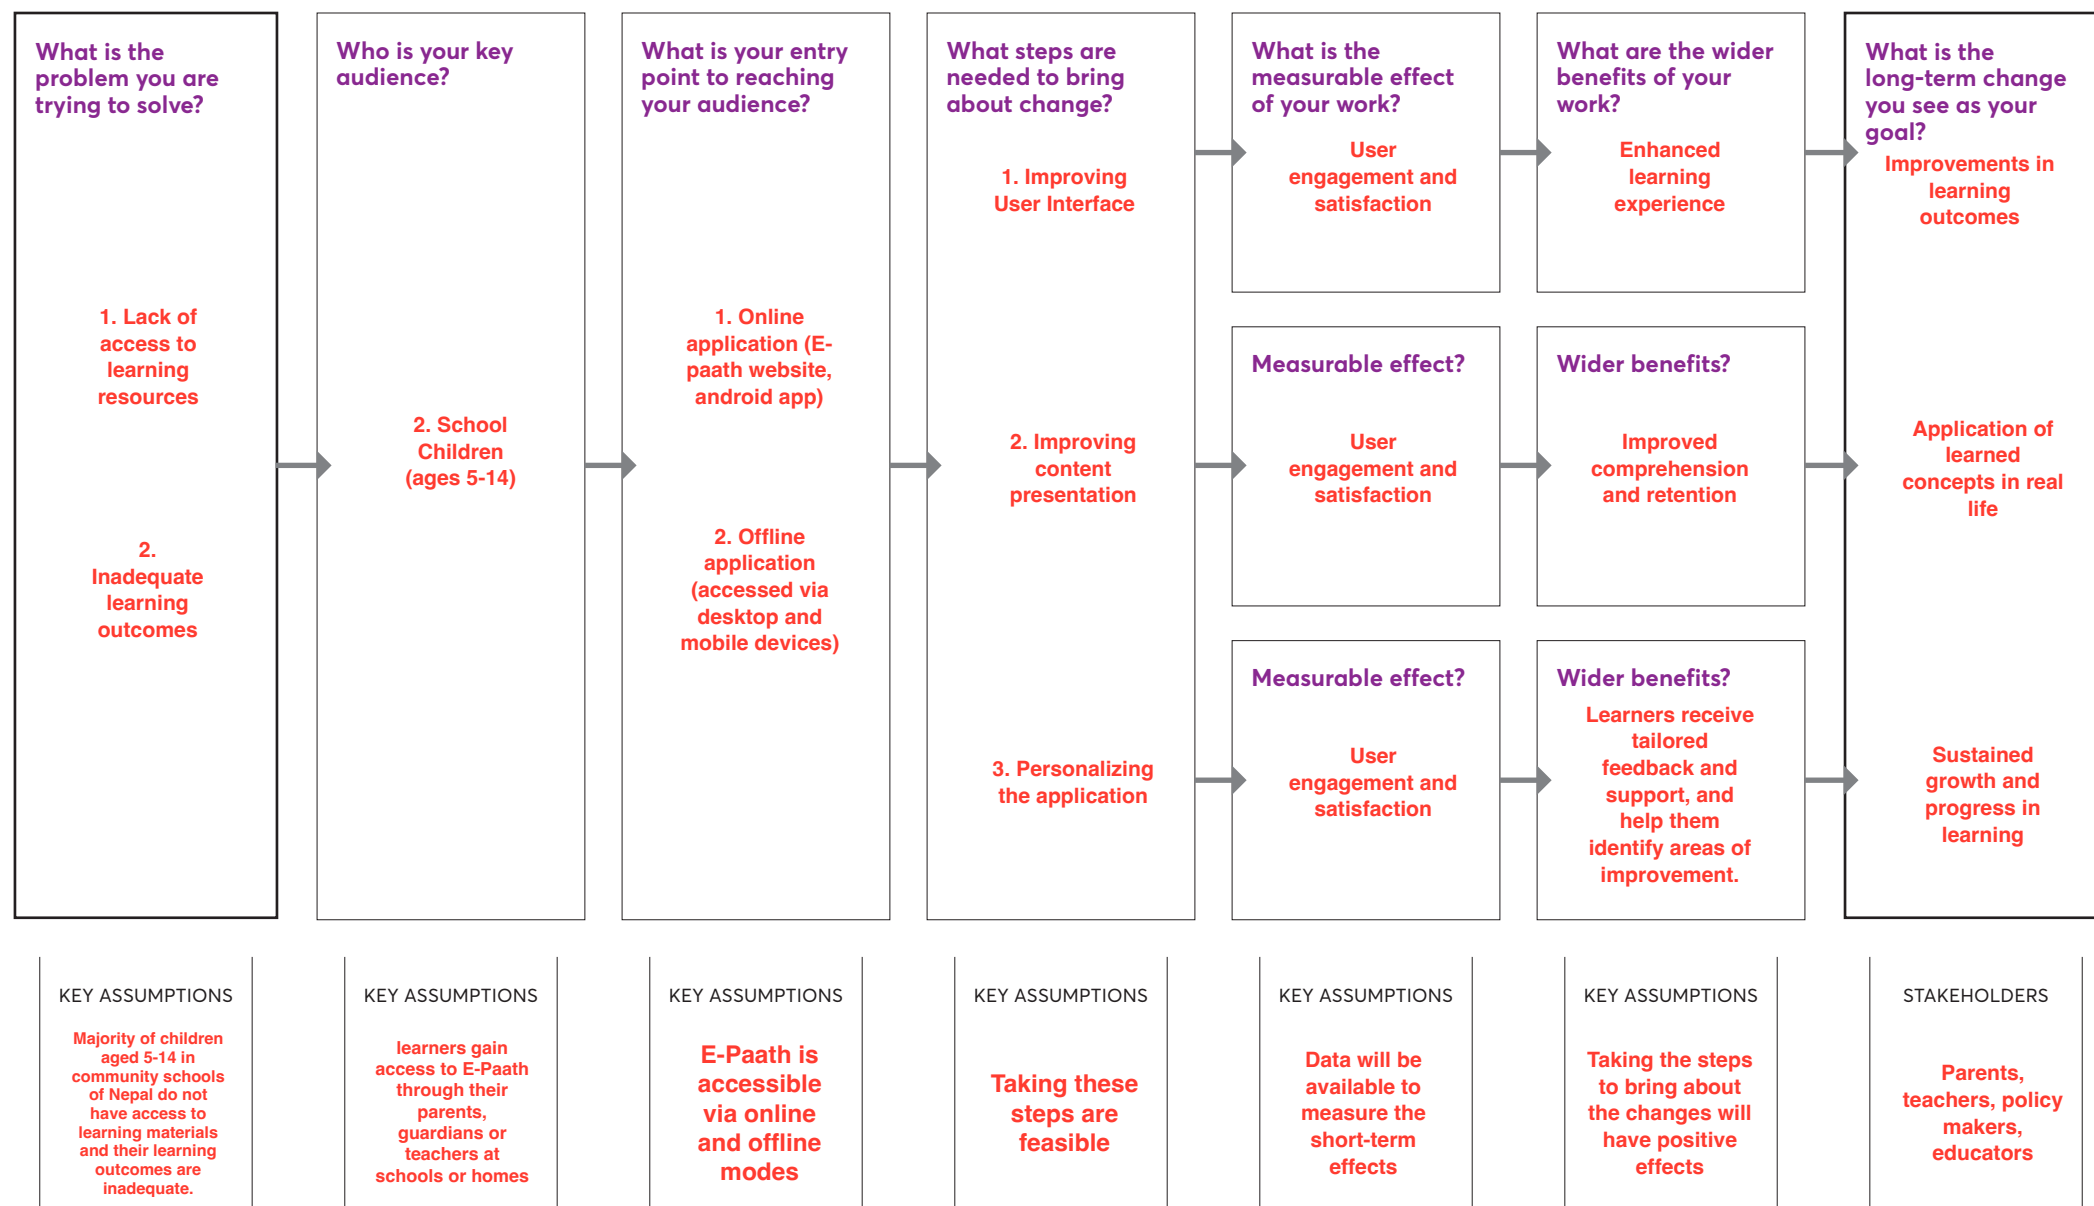 What is the
problem you are
trying to solve?
1. Lack of
access to
learning
resources
2.
Inadequate
learning
outcomes
Who is your key
audience?
2. School
Children
(ages 5-14)
What is your entry
point to reaching
your audience?
1. Online
application (E-
paath website,
android app)
2. Offline
application
(accessed via
desktop and
mobile devices)
What steps are
needed to bring
about change?
1. Improving
User Interface
2. Improving
content
presentation
3. Personalizing
the application
What is the
measurable effect
of your work?
User
engagement and
satisfaction
Measurable effect?
User
engagement and
satisfaction
Measurable effect?
User
engagement and
satisfaction
What are the wider
benefits of your
work?
Enhanced
learning
experience
Wider benefits?
Improved
comprehension
and retention
Wider benefits?
Learners receive
tailored
feedback and
support, and
help them
identify areas of
improvement.
What is the
long-term change
you see as your
goal?
Improvements in
learning
outcomes
Application of
learned
concepts in real
life
Sustained
growth and
progress in
learning
KEY ASSUMPTIONS
Majority of children
aged 5-14 in
community schools
of Nepal do not
have access to
learning materials
and their learning
outcomes are
inadequate.
KEY ASSUMPTIONS
learners gain
access to E-Paath
through their
parents,
guardians or
teachers at
schools or homes
KEY ASSUMPTIONS
E-Paath is
accessible
via online
and offline
modes
KEY ASSUMPTIONS
Taking these
steps are
feasible
KEY ASSUMPTIONS
Data will be
available to
measure the
short-term
effects
KEY ASSUMPTIONS
Taking the steps
to bring about
the changes will
have positive
effects
STAKEHOLDERS
Parents,
teachers, policy
makers,
educators